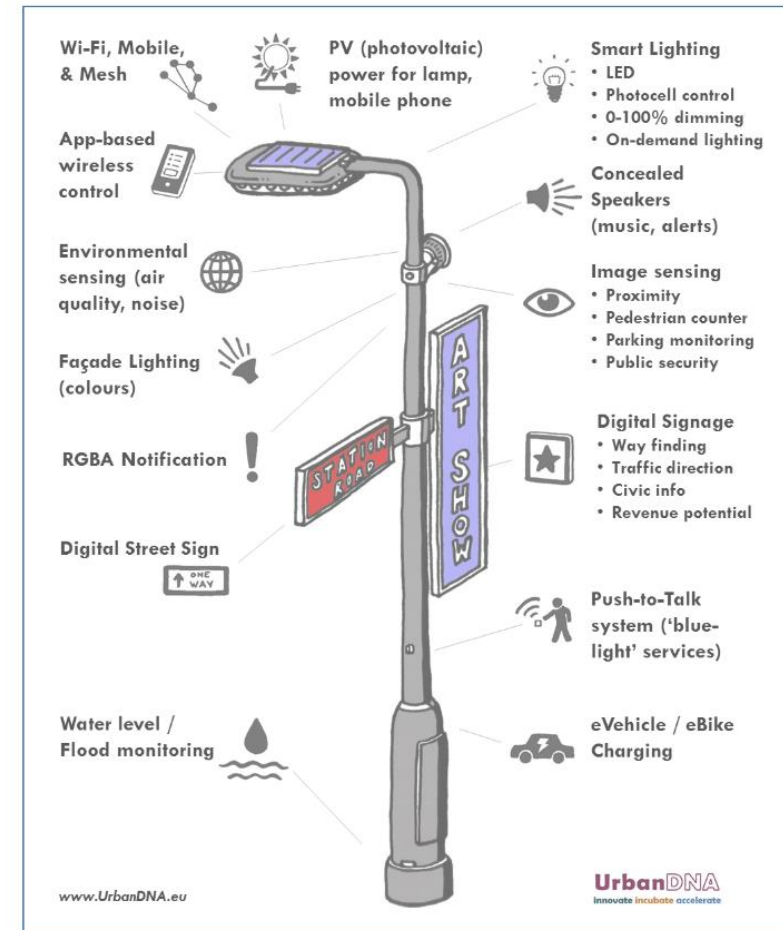 Wi-Fi, Mobile,
& Mesh
PV (photovoltaic)
power for lamp,
mobile phone
Smart Lighting
• LED
• Photocell control
• 0-100% dimming
• On-demand lighting
App-based
wireless
control
Concealed
Speakers
(music, alerts)
Environmental
sensing (air
quality, noise)
Image sensing
• Proximity
• Pedestrian counter
• Parking monitoring
• Public security
Façade Lighting
(colours)
ART SHOW
STATION
ROAD
RGBA Notification
Digital Signage
• Way finding
• Traffic direction
• Civic info
• Revenue potential
Digital Street Sign
ONE
WAY
Push-to-Talk
system (‘blue-
light’ services)
Water level /
Flood monitoring
eVehicle / eBike
Charging
www.UrbanDNA.eu
UrbanDNA
innovate incubate accelerate